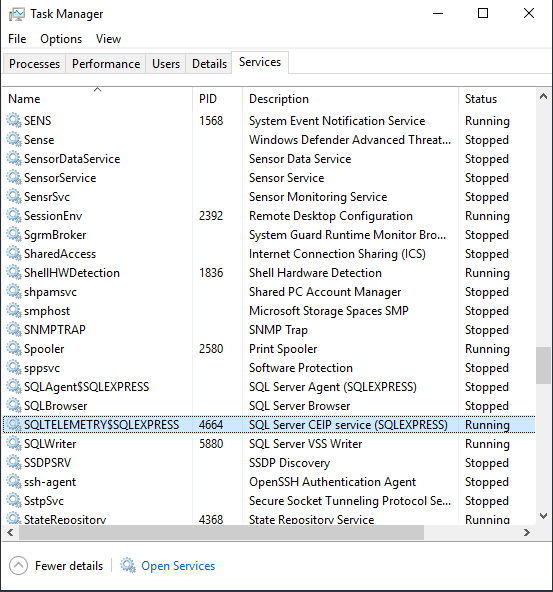 Task Manager
File Options View
Processes Performance Users Details Services
Name PID Description Status
SENS 1568 System Event Notification Service Running
Sense Windows Defender Advanced Threat... Stopped
SensorDataService Sensor Data Service Stopped
SensorService Sensor Service Stopped
SensrSvc Sensor Monitoring Service Stopped
SessionEnv 2392 Remote Desktop Configuration Running
SgrmBroker System Guard Runtime Monitor Bro... Stopped
SharedAccess Internet Connection Sharing (ICS) Stopped
ShellHWDetection 1836 Shell Hardware Detection Running
shpamsvc Shared PC Account Manager Stopped
smphost Microsoft Storage Spaces SMP Stopped
SNMPTRAP SNMP Trap Stopped
Spooler 2580 Print Spooler Running
sppsvc Software Protection Stopped
SQLAgent$SQLEXPRESS SQL Server Agent (SQLEXPRESS) Stopped
SQLBrowser SQL Server Browser Stopped
SQLTELEMETRY$SQLEXPRESS 4664 SQL Server CEIP service (SQLEXPRESS) Running
SQLWriter 5880 SQL Server VSS Writer Running
SSDPSRV SSDP Discovery Stopped
ssh-agent OpenSSH Authentication Agent Stopped
SstpSvc Secure Socket Tunneling Protocol Se... Stopped
StateRepository 4368 State Repository Service Running
Fewer details Open Services